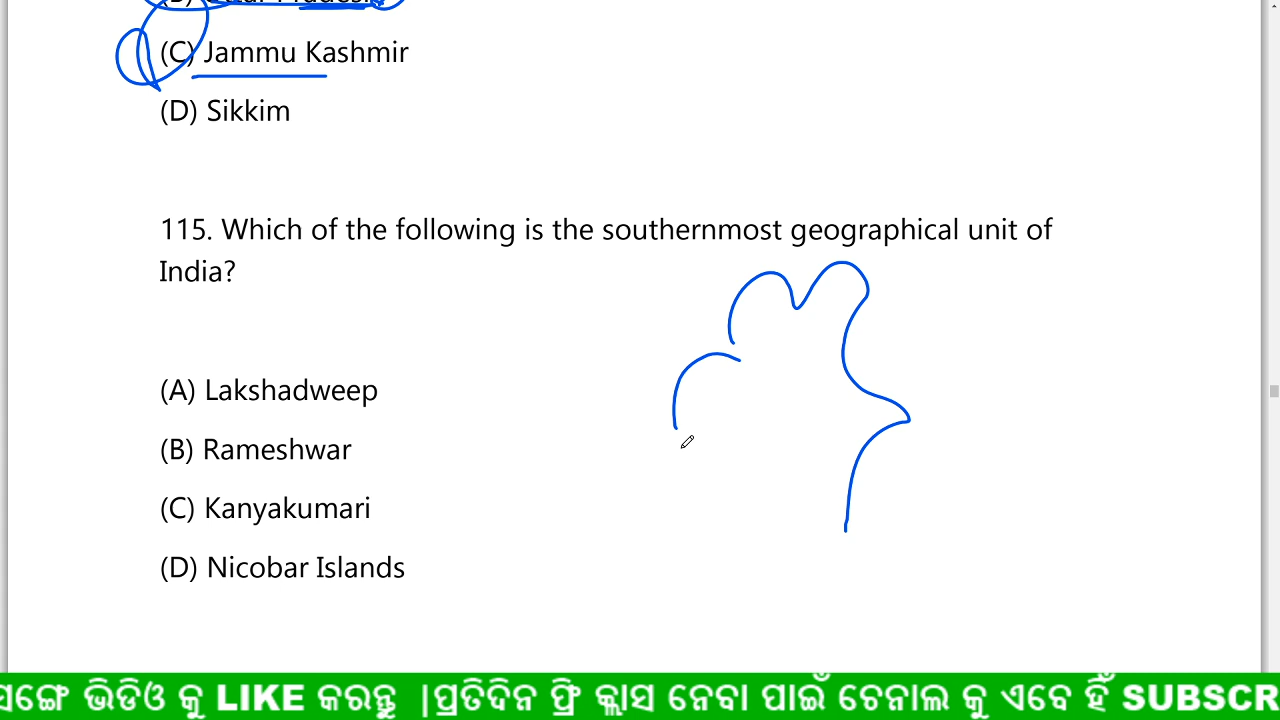 (C) Jammu Kashmir
(D) Sikkim
115. Which of the following is the southernmost geographical unit of
India?
(A) Lakshadweep
(B) Rameshwar
(C) Kanyakumari
(D) Nicobar Islands
ସଙ୍ଗେ ଭିଡିଓ କୁ LIKE କରନ୍ତୁ |ପ୍ରତିଦିନ ଫ୍ରି କ୍ଲାସ ନେବା ପାଇଁ ଚେନାଲ କୁ ଏବେ ହିଁ SUBSCR